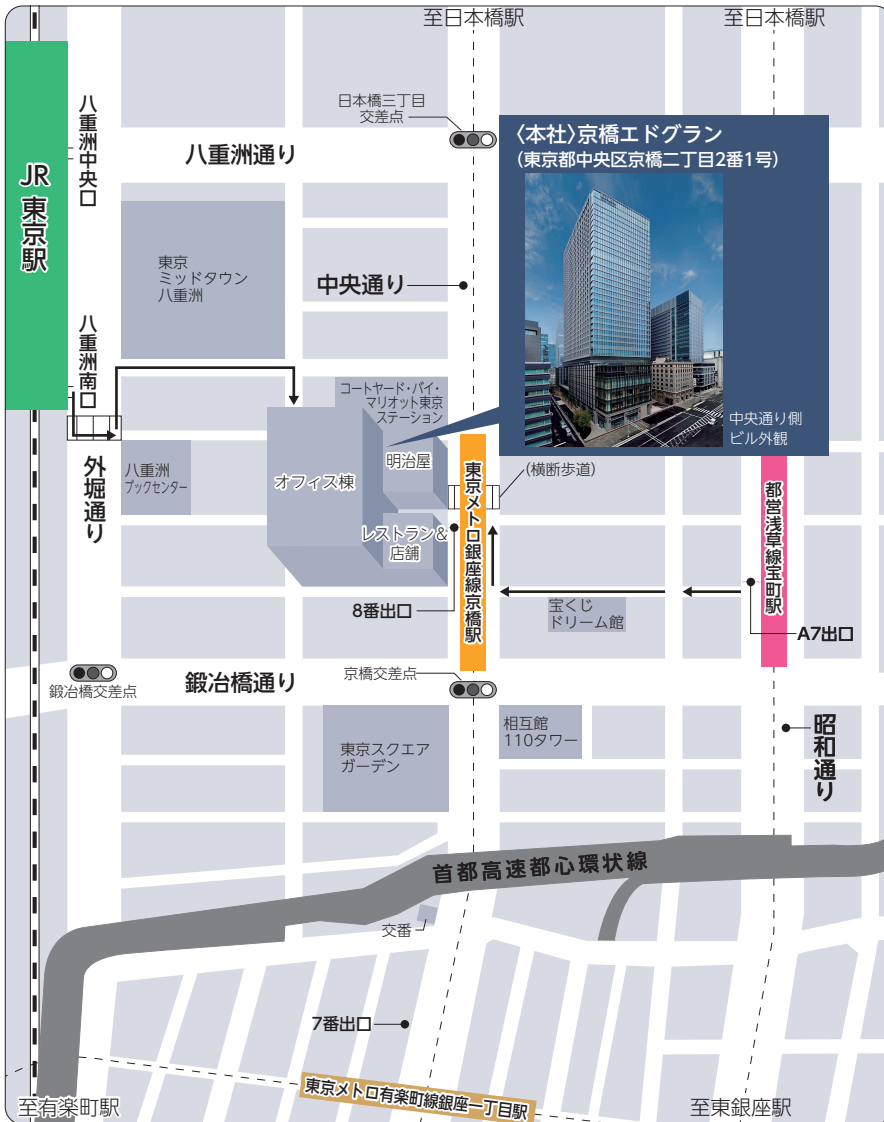 至日本橋駅
至日本橋駅
八重洲中央口
日本橋三丁目
交差点
〈本社〉京橋エドグラン
(東京都中央区京橋二丁目2番1号)
八重洲通り
JR 東京駅
東京
ミッドタウン
八重洲
中央通り
八重洲南口
コートヤード・バイ・
マリオット東京
ステーション
中央通り側
ビル外観
外堀通り
八重洲
ブックセンター
オフィス棟
明治屋
(横断歩道)
東京メトロ銀座線京橋駅
都営浅草線宝町駅
レストラン&
店舗
8番出口
宝くじ
ドリーム館
A7出口
鍛冶橋交差点
鍛冶橋通り
京橋交差点
東京スクエア
ガーデン
相互館
110タワー
昭和通り
首都高速都心環状線
交番
7番出口
東京メトロ有楽町線銀座一丁目駅
至有楽町駅
至東銀座駅